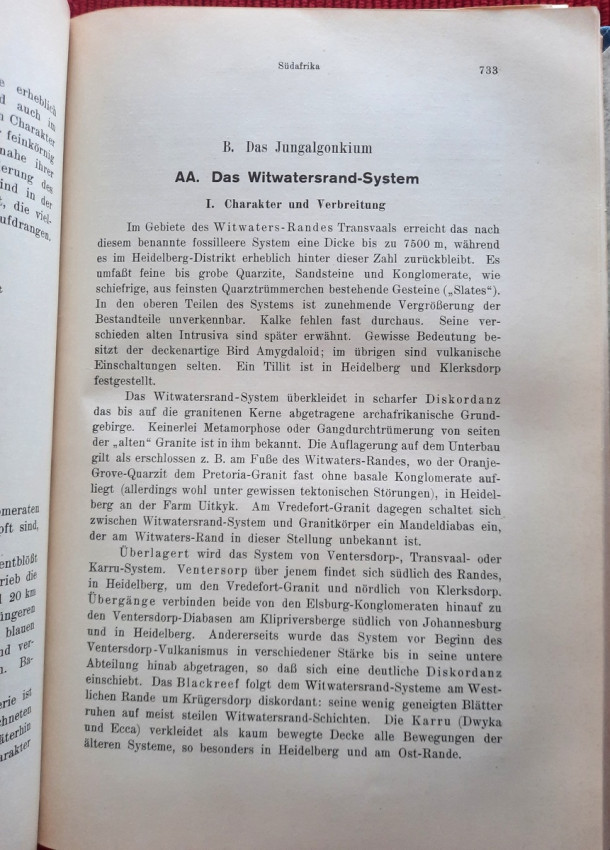 Südafrika
733
B. Das Jungalgonkium
AA. Das Witwatersrand-System
I. Charakter und Verbreitung
Im Gebiete des Witwaters-Randes Transvaals erreicht das nach
diesem benannte fossilleere System eine Dicke bis zu 7500 m, während
es im Heidelberg-Distrikt erheblich hinter dieser Zahl zurückbleibt. Es
umfaßt feine bis grobe Quarzite, Sandsteine und Konglomerate, wie
schiefrige, aus feinsten Quarztrümmerchen bestehende Gesteine („Slates“).
In den oberen Teilen des Systems ist zunehmende Vergrößerung der
Bestandteile unverkennbar. Kalke fehlen fast durchaus. Seine ver-
schieden alten Intrusiva sind später erwähnt. Gewisse Bedeutung be-
sitzt der deckenartige Bird Amygdaloid; im übrigen sind vulkanische
Einschaltungen selten. Ein Tillit ist in Heidelberg und Klerksdorp
festgestellt.
Das Witwatersrand-System überkleidet in scharfer Diskordanz
das bis auf die granitenen Kerne abgetragene archafrikanische Grund-
gebirge. Keinerlei Metamorphose oder Gangdurchtrümerung von seiten
der „alten“ Granite ist in ihm bekannt. Die Auflagerung auf dem Unterbau
gilt als erschlossen z. B. am Fuße des Witwaters-Randes, wo der Oranje-
Grove-Quarzit dem Pretoria-Granit fast ohne basale Konglomerate auf-
liegt (allerdings wohl unter gewissen tektonischen Störungen), in Heidel-
berg an der Farm Uitkyk. Am Vredefort-Granit dagegen schaltet sich
zwischen Witwatersrand-System und Granitkörper ein Mandeldiabas ein,
der am Witwaters-Rand in dieser Stellung unbekannt ist.
Überlagert wird das System von Ventersdorp-, Transvaal- oder
Karru-System. Ventersorp über jenem findet sich südlich des Randes,
in Heidelberg, um den Vredefort-Granit und nördlich von Klerksdorp.
Übergänge verbinden beide von den Elsburg-Konglomeraten hinauf zu
den Ventersdorp-Diabasen am Klipriversberge südlich von Johannesburg
und in Heidelberg. Andererseits wurde das System vor Beginn des
Ventersdorp-Vulkanismus in verschiedener Stärke bis in seine untere
Abteilung hinab abgetragen, so daß sich eine deutliche Diskordanz
einschiebt. Das Blackreef folgt dem Witwatersrand-Systeme am West-
lichen Rande um Krügersdorp diskordant: seine wenig geneigten Blätter
ruhen auf meist steilen Witwatersrand-Schichten. Die Karru (Dwyka
und Ecca) verkleidet als kaum bewegte Decke alle Bewegungen der
älteren Systeme, so besonders in Heidelberg und am Ost-Rande.